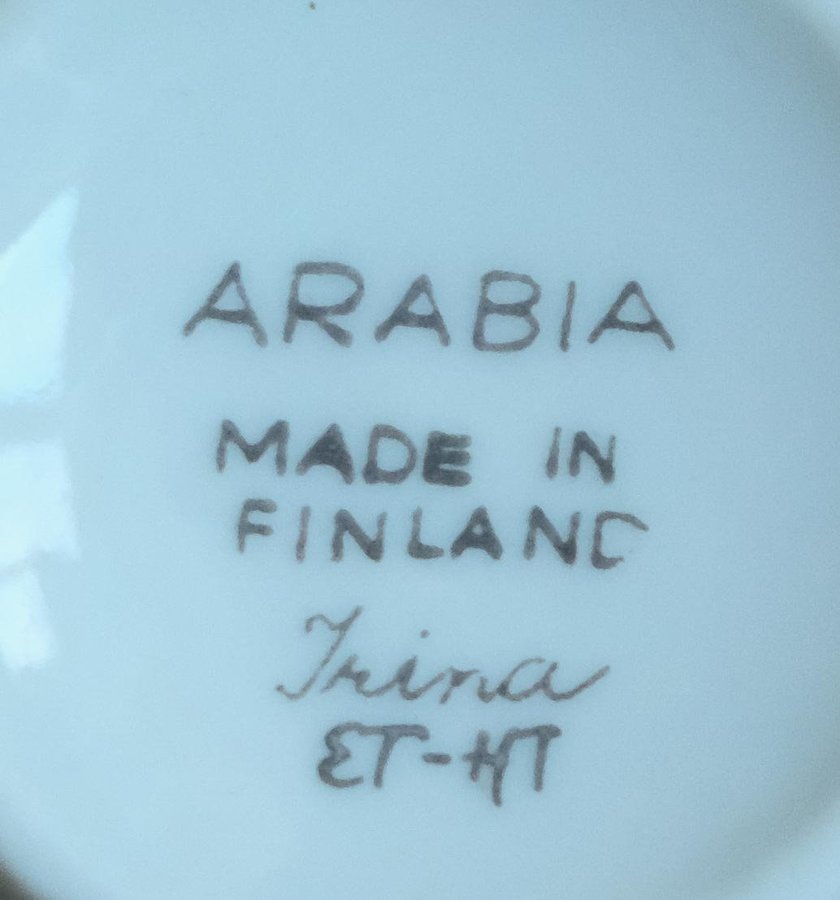 ARABIA
MADE IN
FINLAND
Irina
ET-HT